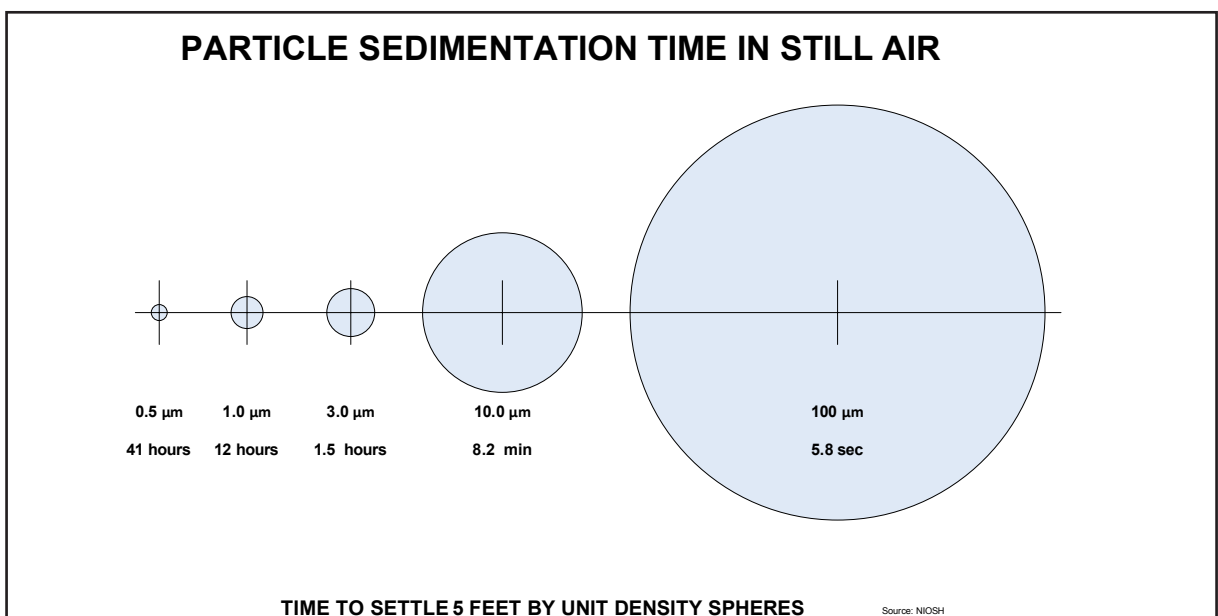 PARTICLE SEDIMENTATION TIME IN STILL AIR
0.5 µm 1.0 µm 3.0 µm 10.0 µm 100 µm
41 hours 12 hours 1.5 hours 8.2 min 5.8 sec
TIME TO SETTLE 5 FEET BY UNIT DENSITY SPHERES Source: NIOSH